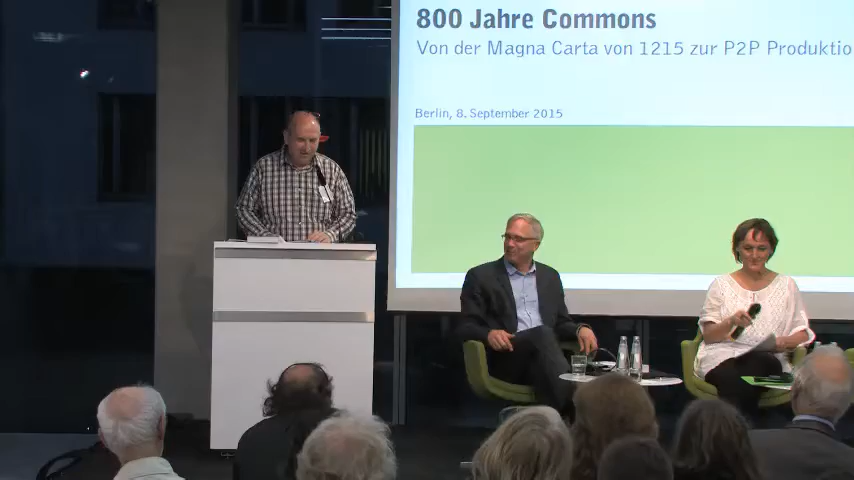 800 Jahre Commons
Von der Magna Carta von 1215 zur P2P Produktio
Berlin, 8. September 2015